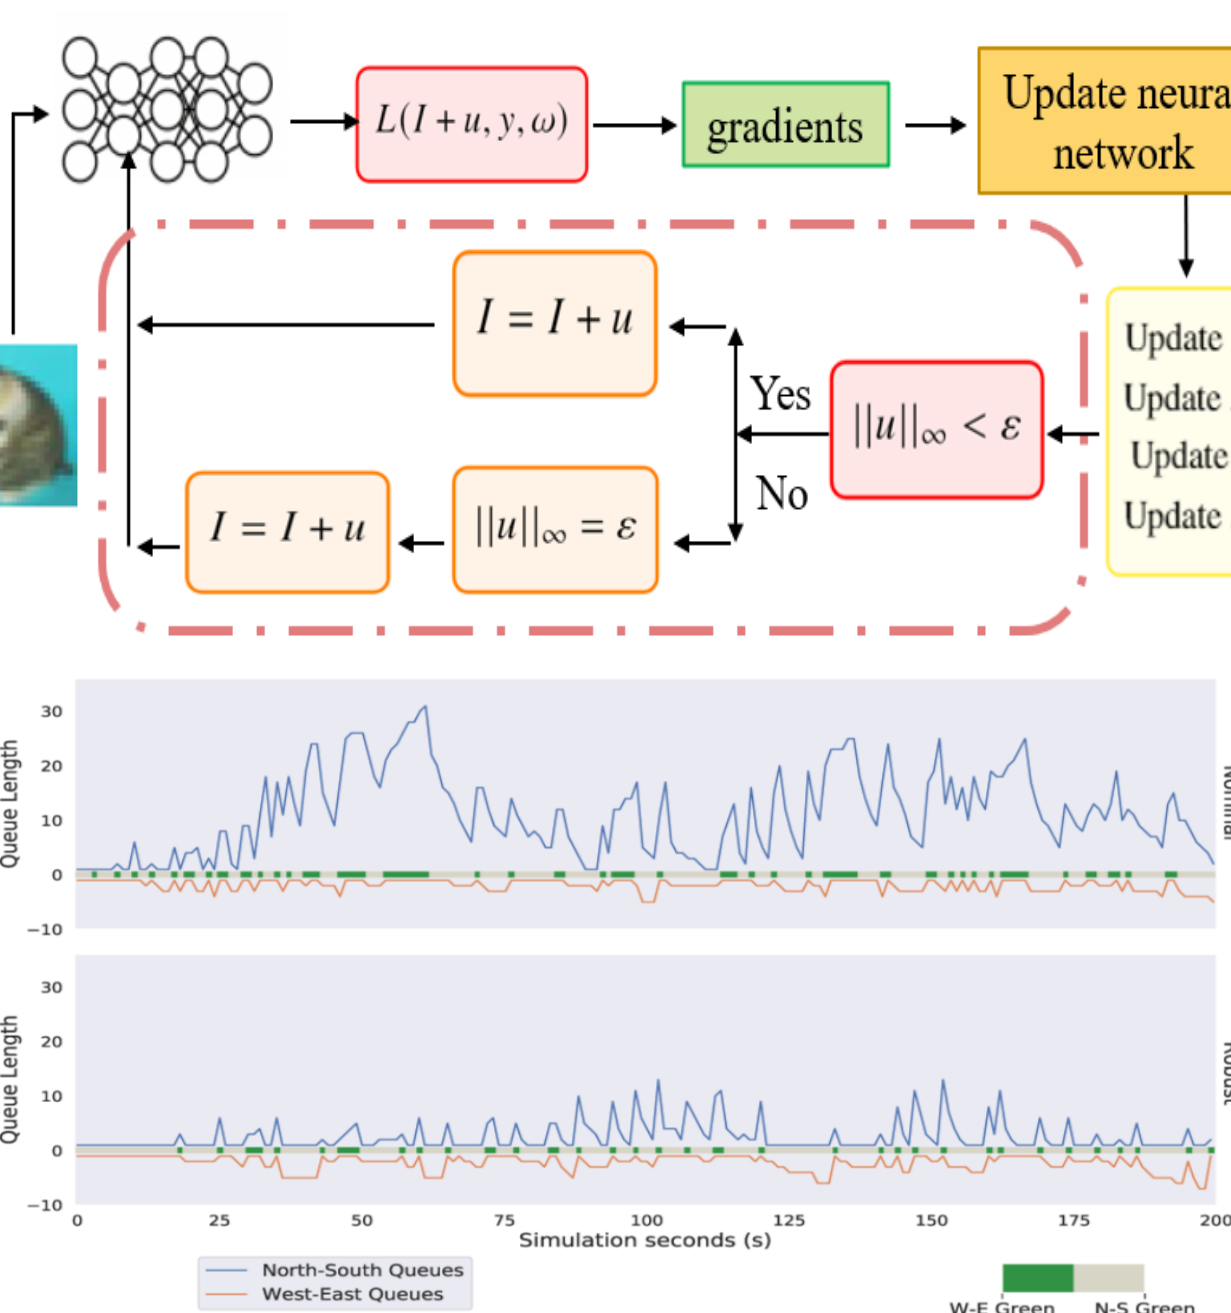 L(I + u, y, ω)
gradients
Update neura
network
I = I + u
Yes
||u||∞ < ε
No
I = I + u
||u||∞ = ε
Update
Update
Update
Update
Queue Length
30
20
10
0
−10
Nominal
Queue Length
30
20
10
0
−10
Robust
0 25 50 75 100 125 150 175 200
Simulation seconds (s)
North-South Queues
West-East Queues
W-E Green N-S Green